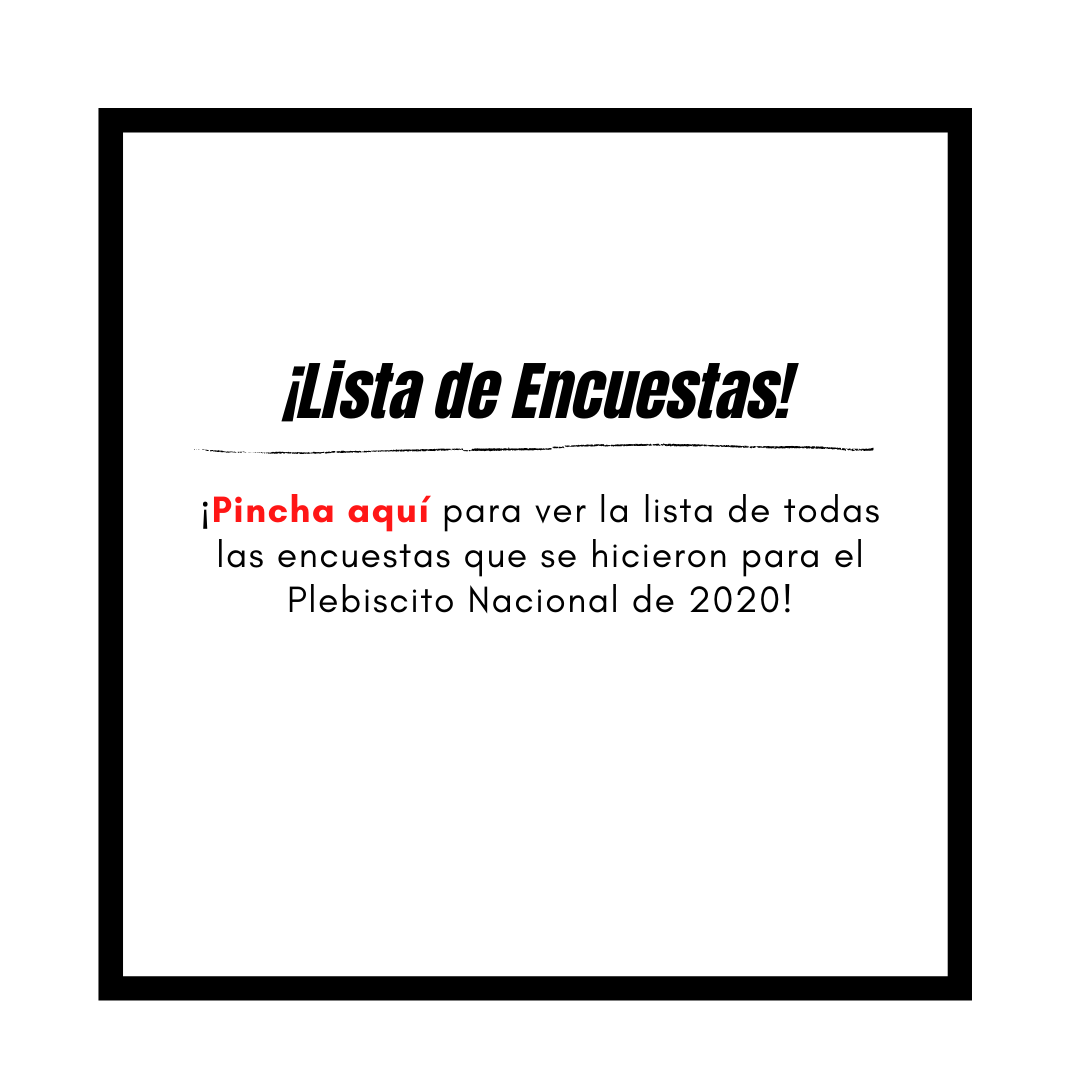 ¡Lista de Encuestas!
¡Pincha aquí para ver la lista de todas
las encuestas que se hicieron para el
Plebiscito Nacional de 2020!